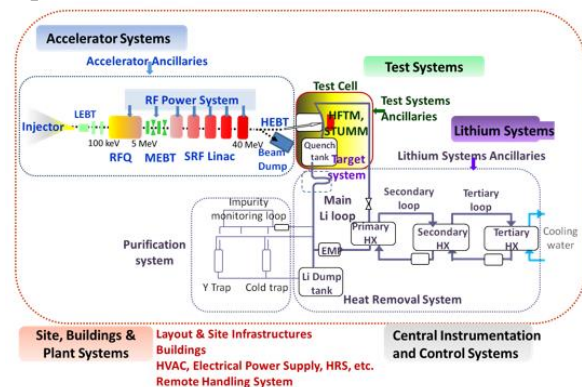 Accelerator Systems
Accelerator Ancillaries
RF Power System
LEBT
Injector
100 keV
RFQ
5 MeV
MEBT
SRF Linac
40 MeV
HEBT
Beam
Dump
Test Systems
Test Cell
HFTM,
STUMM
Test Systems
Ancillaries
Quench
tank
Target
system
Lithium Systems
Lithium Systems Ancillaries
Main
Li loop
Secondary
loop
Tertiary
loop
Impurity
monitoring loop
Purification
system
Primary
HX
Secondary
HX
Tertiary
HX
Cooling
water
EMP
Li Dump
tank
Y Trap
Cold trap
Heat Removal System
Site, Buildings &
Plant Systems
Layout & Site Infrastructures
Buildings
HVAC, Electrical Power Supply, HRS, etc.
Remote Handling System
Central Instrumentation
and Control Systems